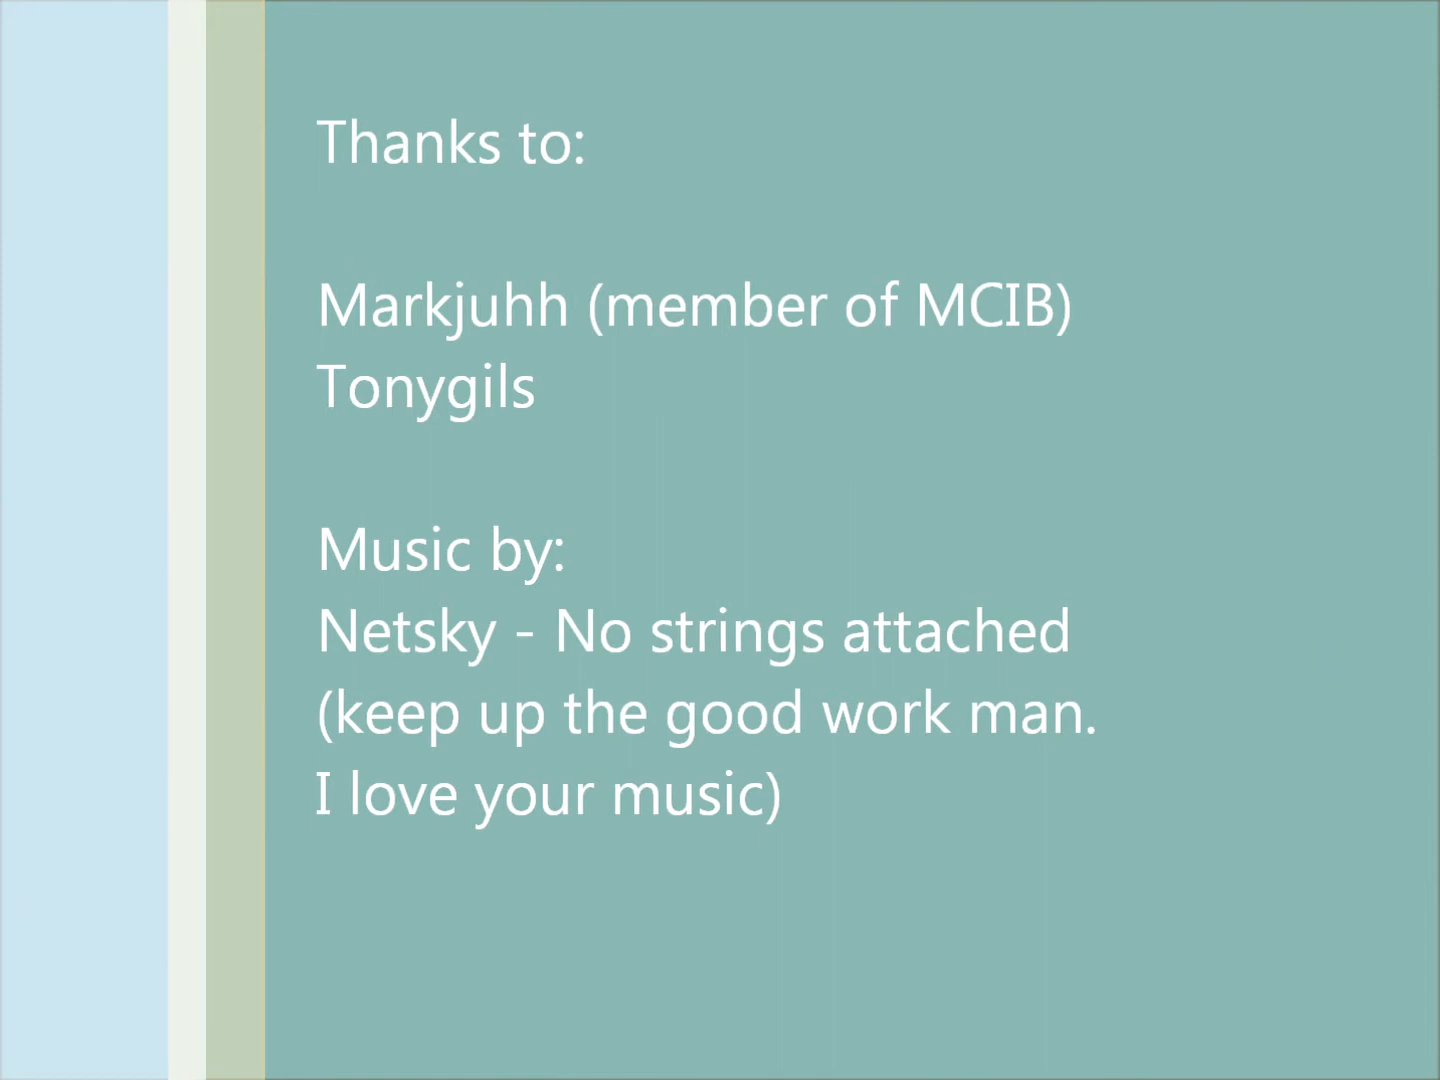 Thanks to:
Markjuhh (member of MCIB)
Tonygils
Music by:
Netsky - No strings attached
(keep up the good work man.
I love your music)